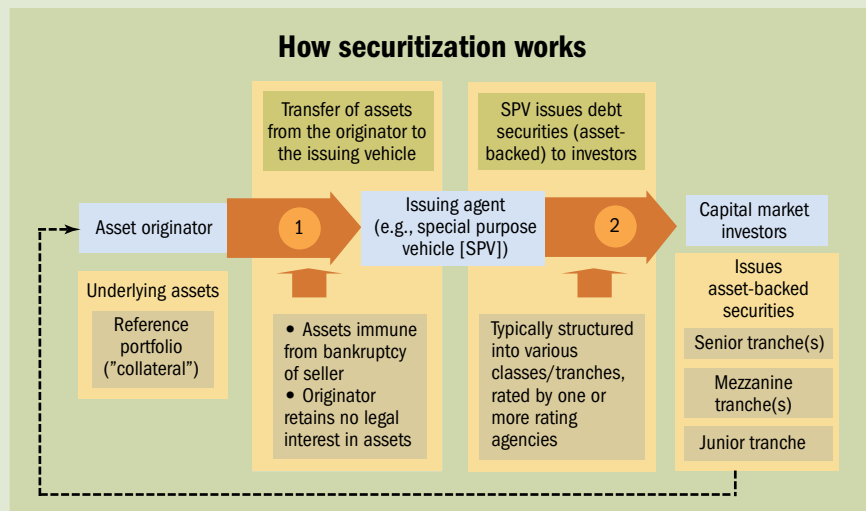 How securitization works
Transfer of assets
from the originator to
the issuing vehicle
SPV issues debt
securities (asset-
backed) to investors
Asset originator
1
Issuing agent
(e.g., special purpose
vehicle [SPV])
2
Capital market
investors
Underlying assets
Reference
portfolio
("collateral")
• Assets immune
from bankruptcy
of seller
• Originator
retains no legal
interest in assets
Typically structured
into various
classes/tranches,
rated by one or
more rating
agencies
Issues
asset-backed
securities
Senior tranche(s)
Mezzanine
tranche(s)
Junior tranche